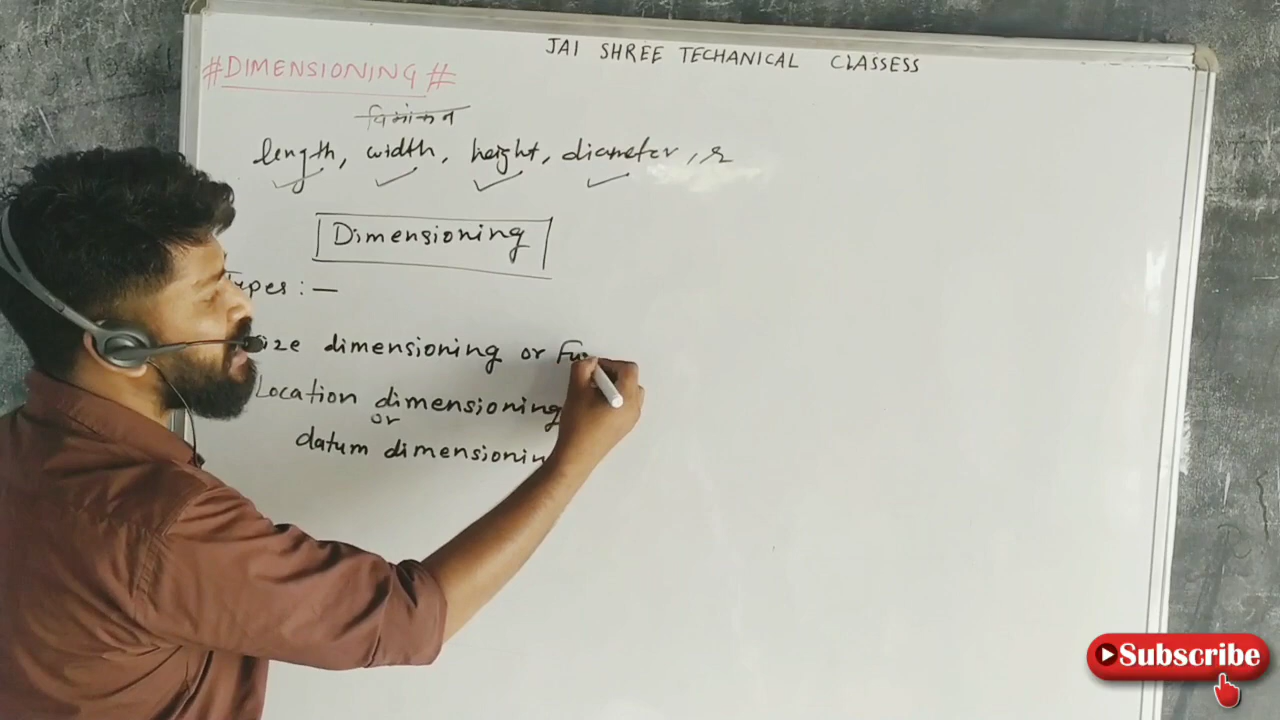 JAI SHREE TECHANICAL CLASSESS
#DIMENSIONING#
विमांकन
length, width, height, diameter, r
Dimensioning
Types :—
Size dimensioning or Fu
Location dimensioning
or
datum dimensionin
Subscribe